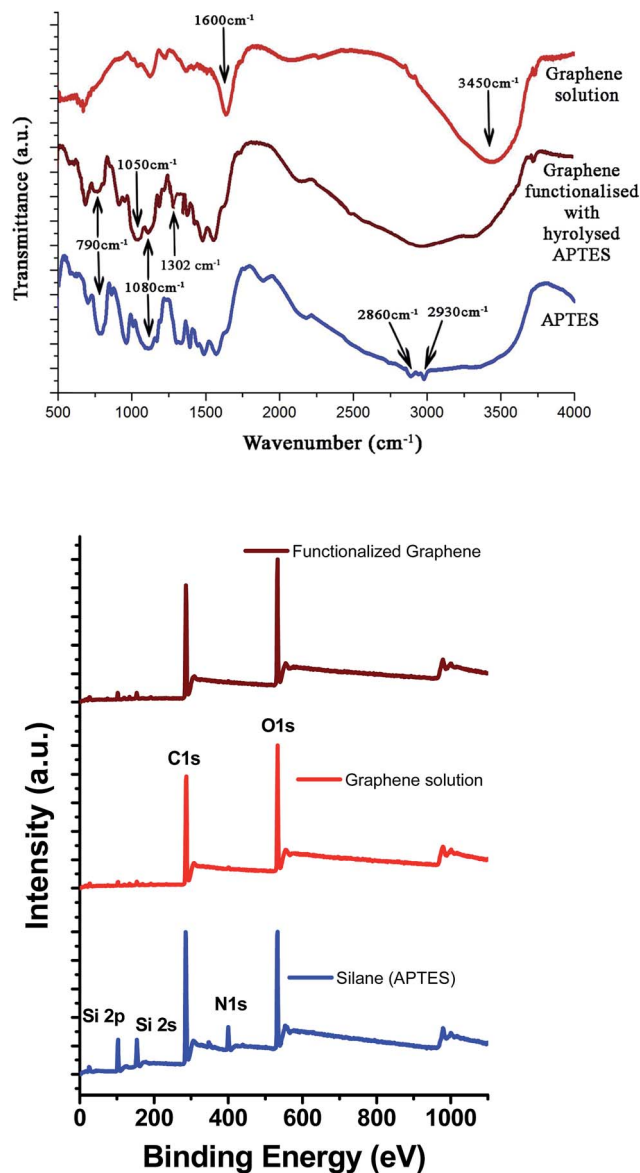 1600cm-1
3450cm-1
Graphene
solution
1050cm-1
790cm-1
1302 cm-1
1080cm-1
Graphene
functionalised
with
hyrolysed
APTES
2860cm-1
2930cm-1
APTES
Transmittance (a.u.)
500 1000 1500 2000 2500 3000 3500 4000
Wavenumber (cm-1)
Functionalized Graphene
C1s
O1s
Graphene solution
Si 2p
Si 2s
N1s
Silane (APTES)
Intensity (a.u.)
0 200 400 600 800 1000
Binding Energy (eV)